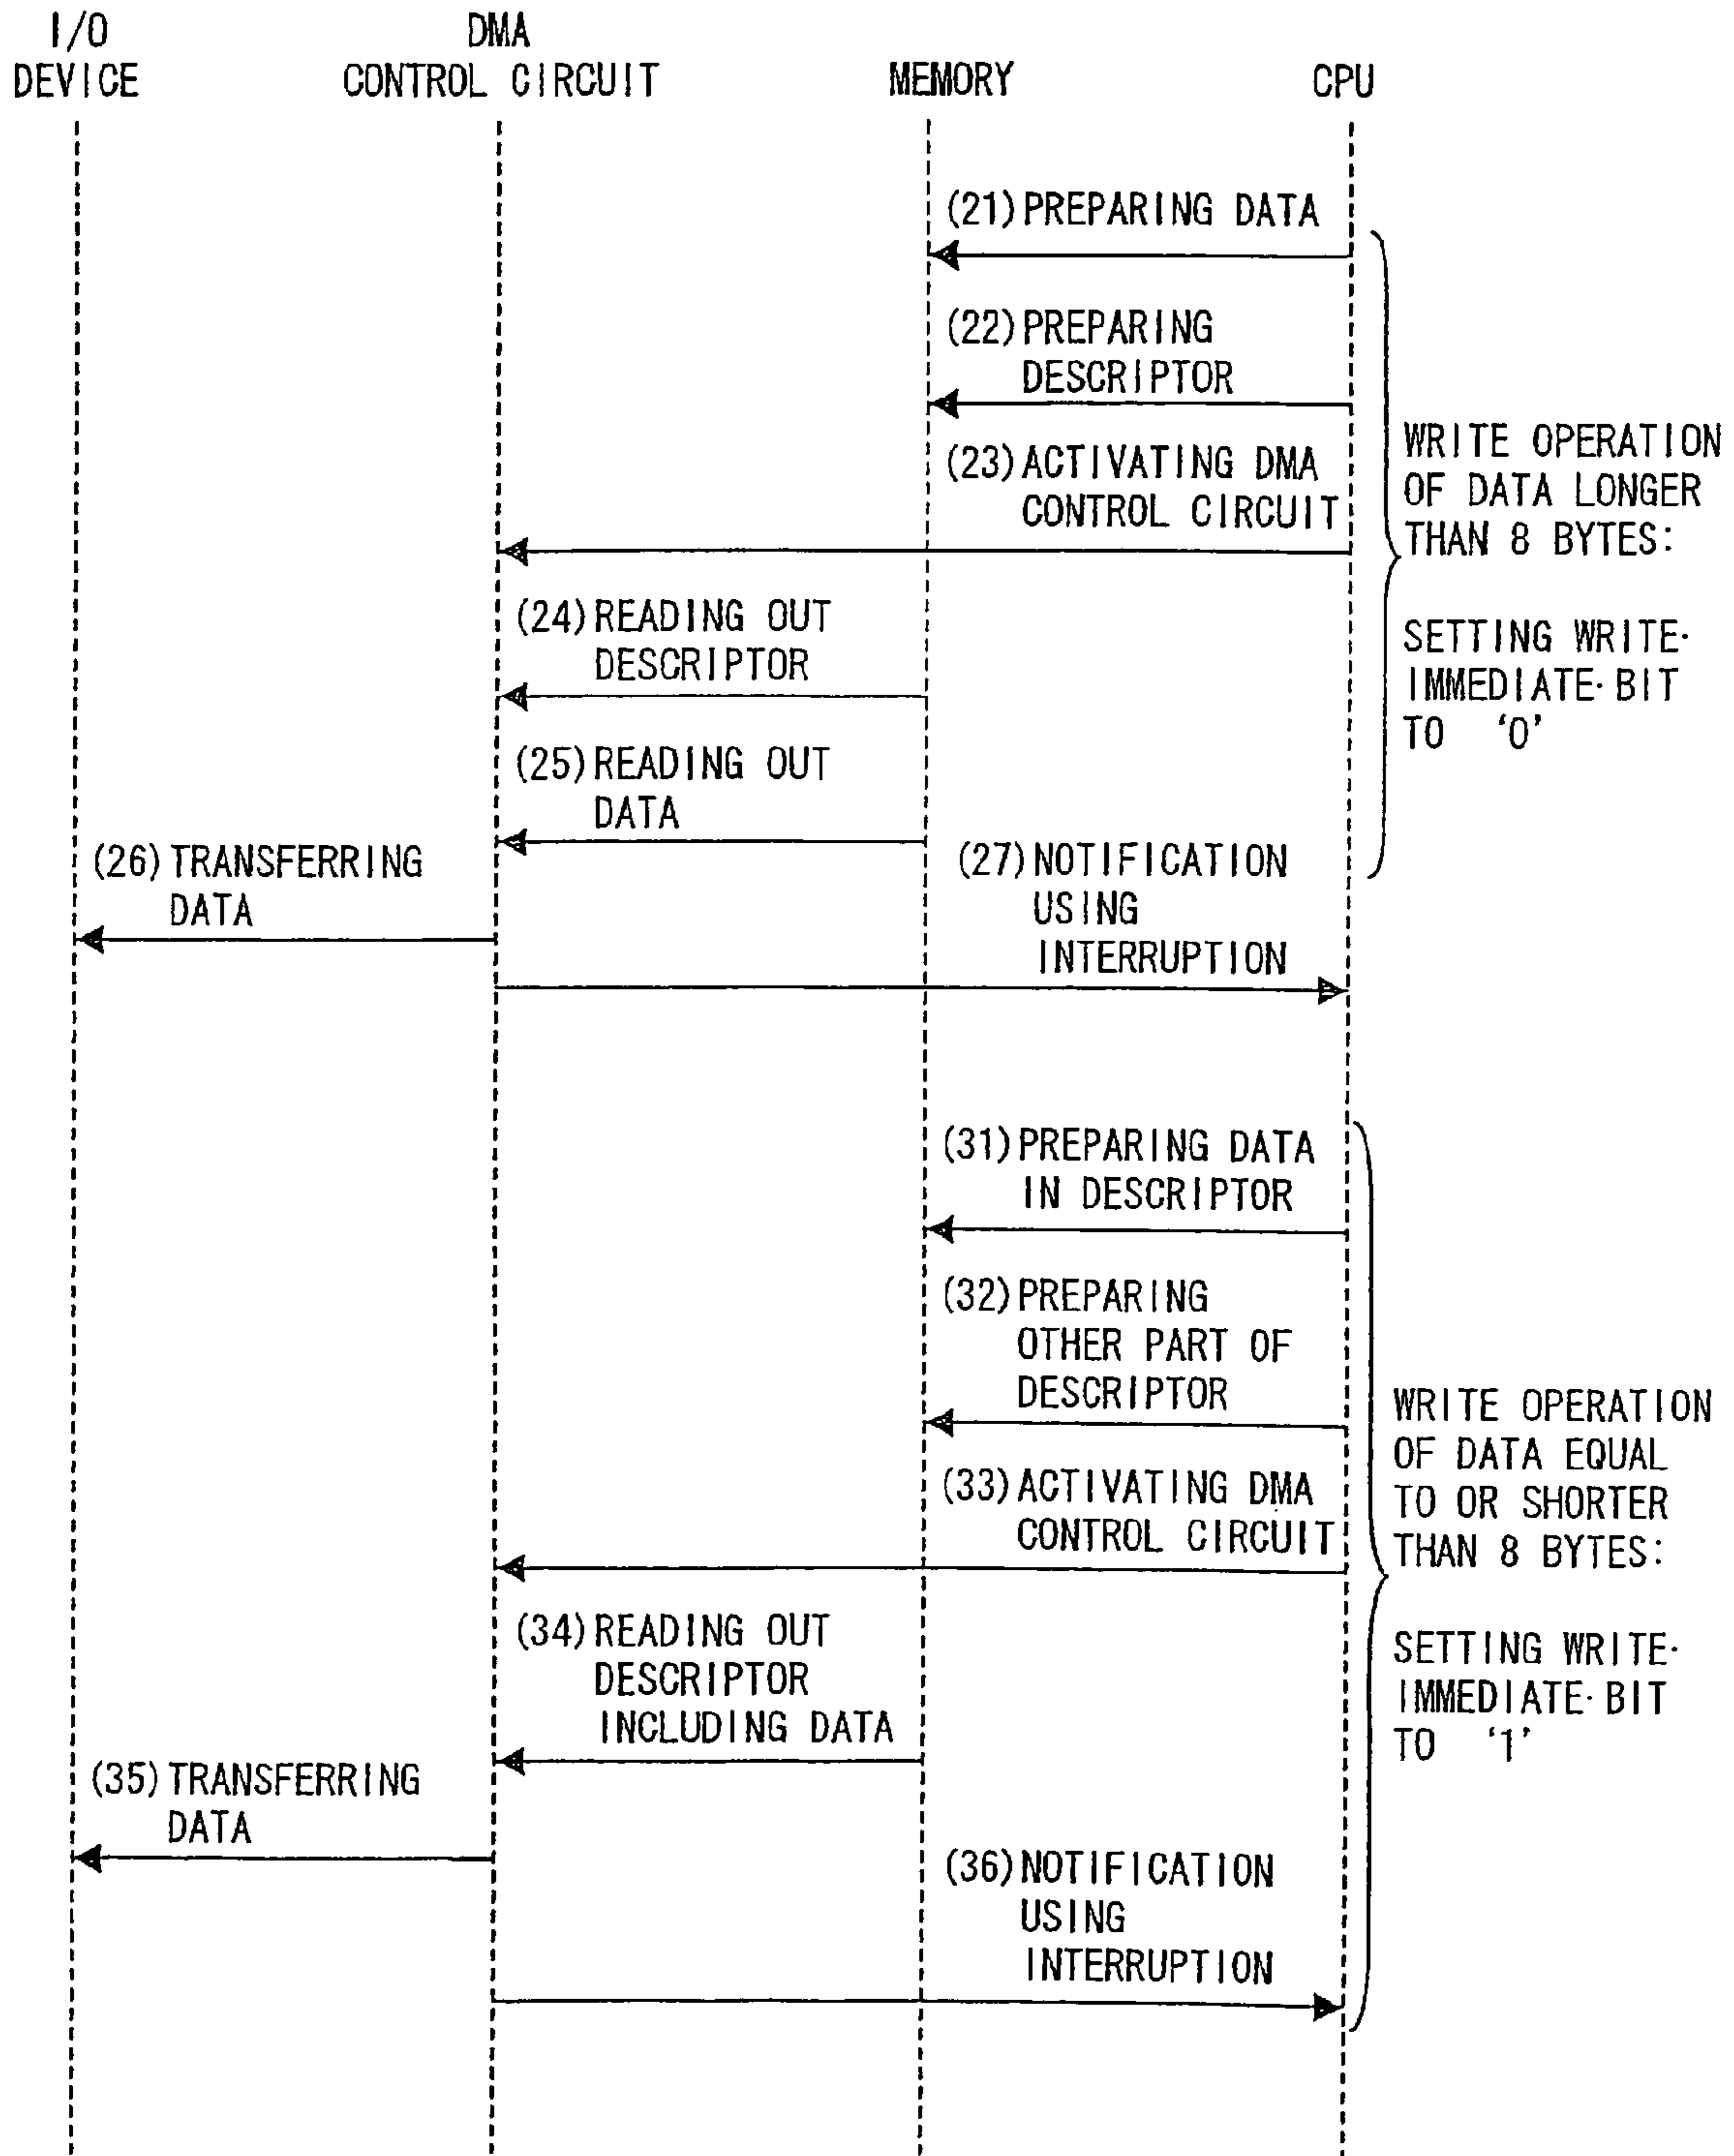 I/O
DEVICE
DMA
CONTROL CIRCUIT
MEMORY
CPU
(21) PREPARING DATA
(22) PREPARING
DESCRIPTOR
(23) ACTIVATING DMA
CONTROL CIRCUIT
(24) READING OUT
DESCRIPTOR
(25) READING OUT
DATA
(26) TRANSFERRING
DATA
(27) NOTIFICATION
USING
INTERRUPTION
WRITE OPERATION
OF DATA LONGER
THAN 8 BYTES:
SETTING WRITE·
IMMEDIATE·BIT
TO ‘0’
(31) PREPARING DATA
IN DESCRIPTOR
(32) PREPARING
OTHER PART OF
DESCRIPTOR
(33) ACTIVATING DMA
CONTROL CIRCUIT
(34) READING OUT
DESCRIPTOR
INCLUDING DATA
(35) TRANSFERRING
DATA
(36) NOTIFICATION
USING
INTERRUPTION
WRITE OPERATION
OF DATA EQUAL
TO OR SHORTER
THAN 8 BYTES:
SETTING WRITE·
IMMEDIATE·BIT
TO ‘1’